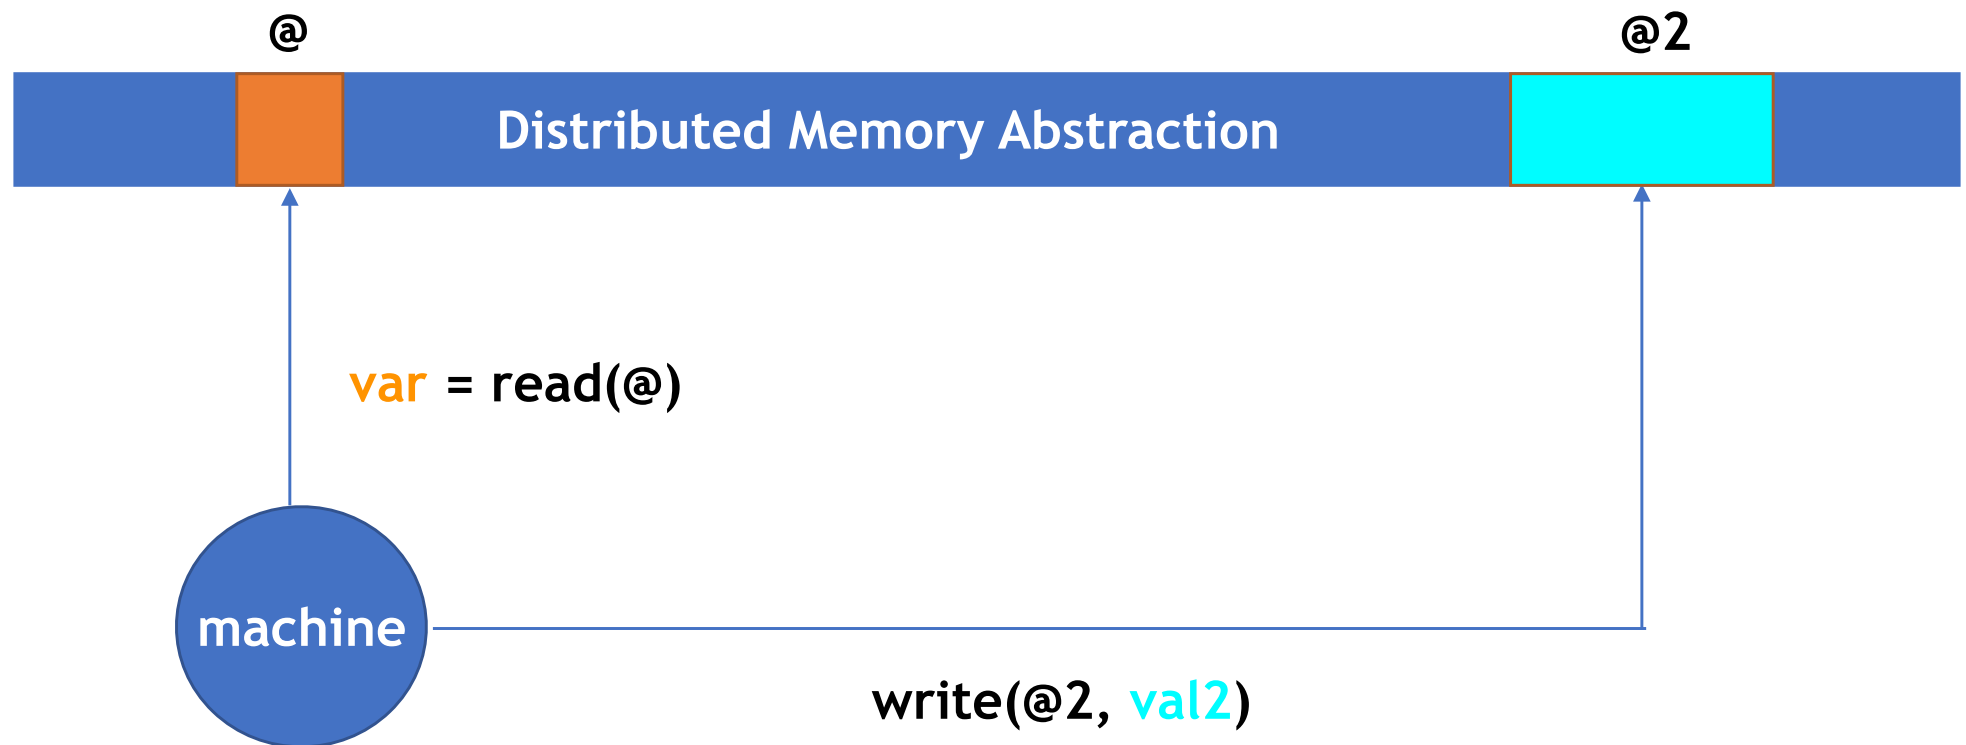 @
@2
Distributed Memory Abstraction
var = read(@)
machine
write(@2, val2)